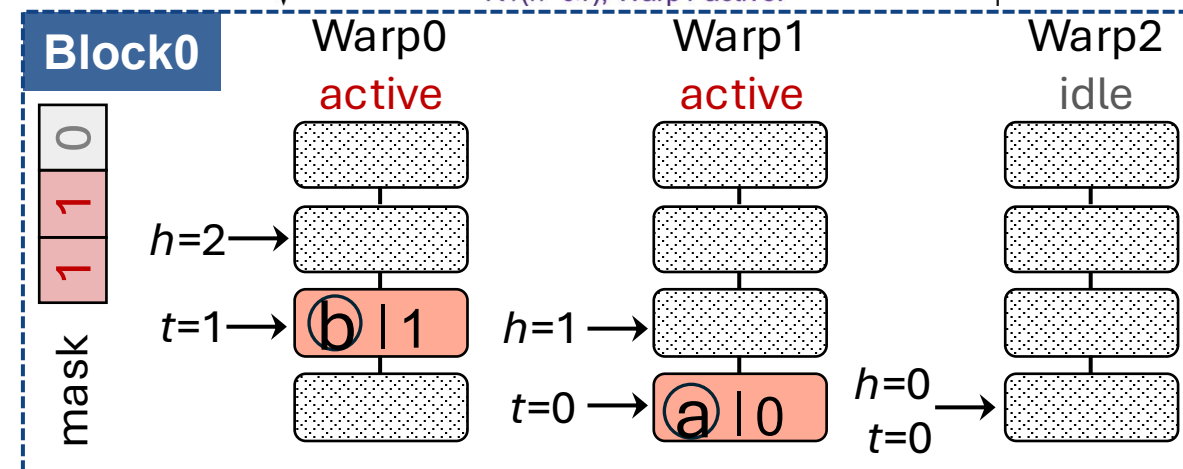 Block0
Warp0
Warp1
Warp2
active
active
idle
0
1
1
mask
h=2
t=1
b | 1
h=1
t=0
a | 0
h=0
t=0